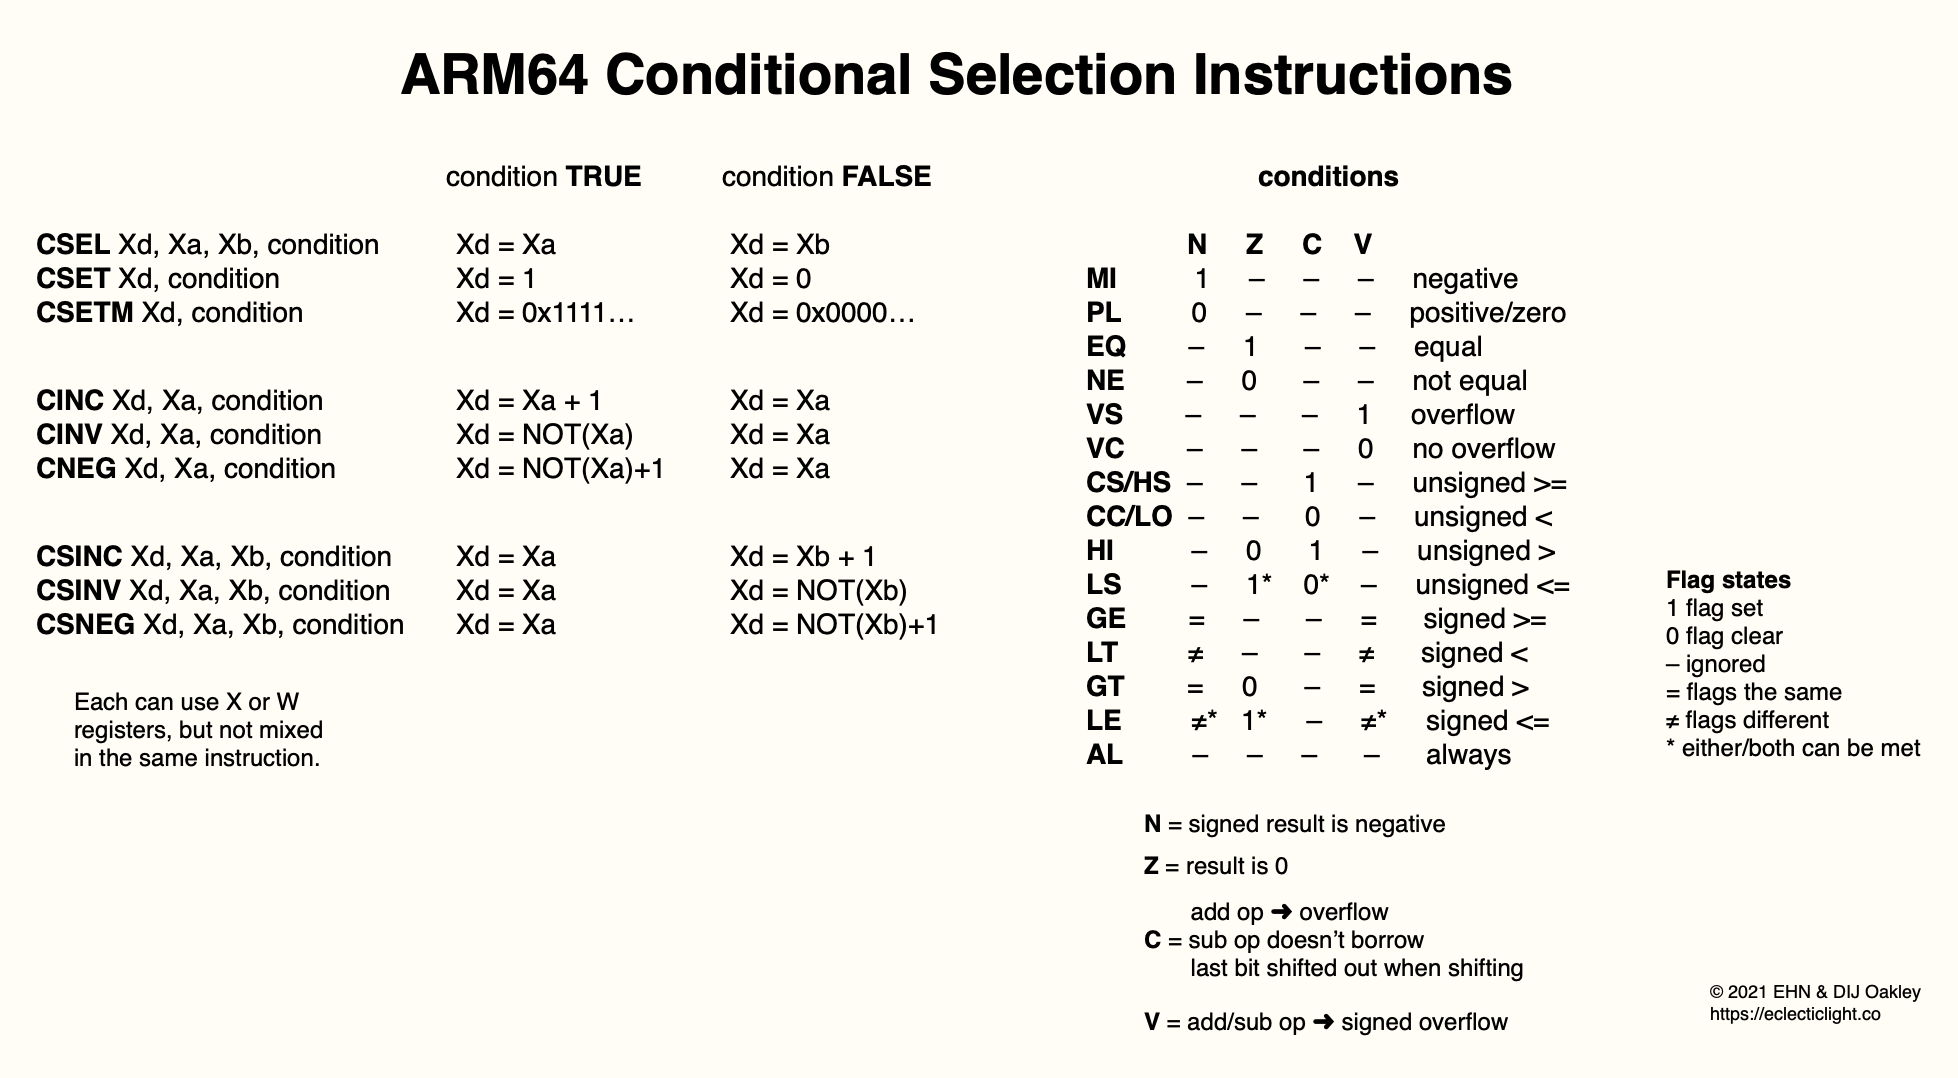 ARM64 Conditional Selection Instructions
condition TRUE condition FALSE
CSEL Xd, Xa, Xb, condition Xd = Xa Xd = Xb
CSET Xd, condition Xd = 1 Xd = 0
CSETM Xd, condition Xd = 0x1111… Xd = 0x0000…
CINC Xd, Xa, condition Xd = Xa + 1 Xd = Xa
CINV Xd, Xa, condition Xd = NOT(Xa) Xd = Xa
CNEG Xd, Xa, condition Xd = NOT(Xa)+1 Xd = Xa
CSINC Xd, Xa, Xb, condition Xd = Xa Xd = Xb + 1
CSINV Xd, Xa, Xb, condition Xd = Xa Xd = NOT(Xb)
CSNEG Xd, Xa, Xb, condition Xd = Xa Xd = NOT(Xb)+1
Each can use X or W
registers, but not mixed
in the same instruction.
conditions
N Z C V
MI 1 – – – negative
PL 0 – – – positive/zero
EQ – 1 – – equal
NE – 0 – – not equal
VS – – – 1 overflow
VC – – – 0 no overflow
CS/HS – – 1 – unsigned >=
CC/LO – – 0 – unsigned <
HI – 0 1 – unsigned >
LS – 1* 0* – unsigned <=
GE = – – = signed >=
LT ≠ – – ≠ signed <
GT = 0 – = signed >
LE ≠* 1* – ≠* signed <=
AL – – – – always
Flag states
1 flag set
0 flag clear
– ignored
= flags the same
≠ flags different
* either/both can be met
N = signed result is negative
Z = result is 0
add op ➜ overflow
C = sub op doesn’t borrow
last bit shifted out when shifting
V = add/sub op ➜ signed overflow
© 2021 EHN & DIJ Oakley
https://eclecticlight.co